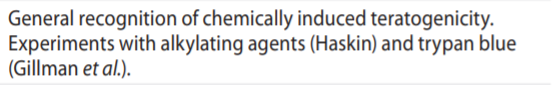 General recognition of chemically induced teratogenicity.
Experiments with alkylating agents (Haskin) and trypan blue
(Gillman et al.).